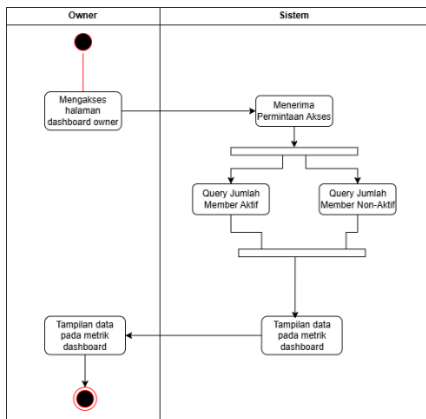 Owner
Sistem
Mengakses
halaman
dashboard owner
Menerima
Permintaan Akses
Query Jumlah
Member Aktif
Query Jumlah
Member Non-Aktif
Tampilan data
pada metrik
dashboard
Tampilan data
pada metrik
dashboard